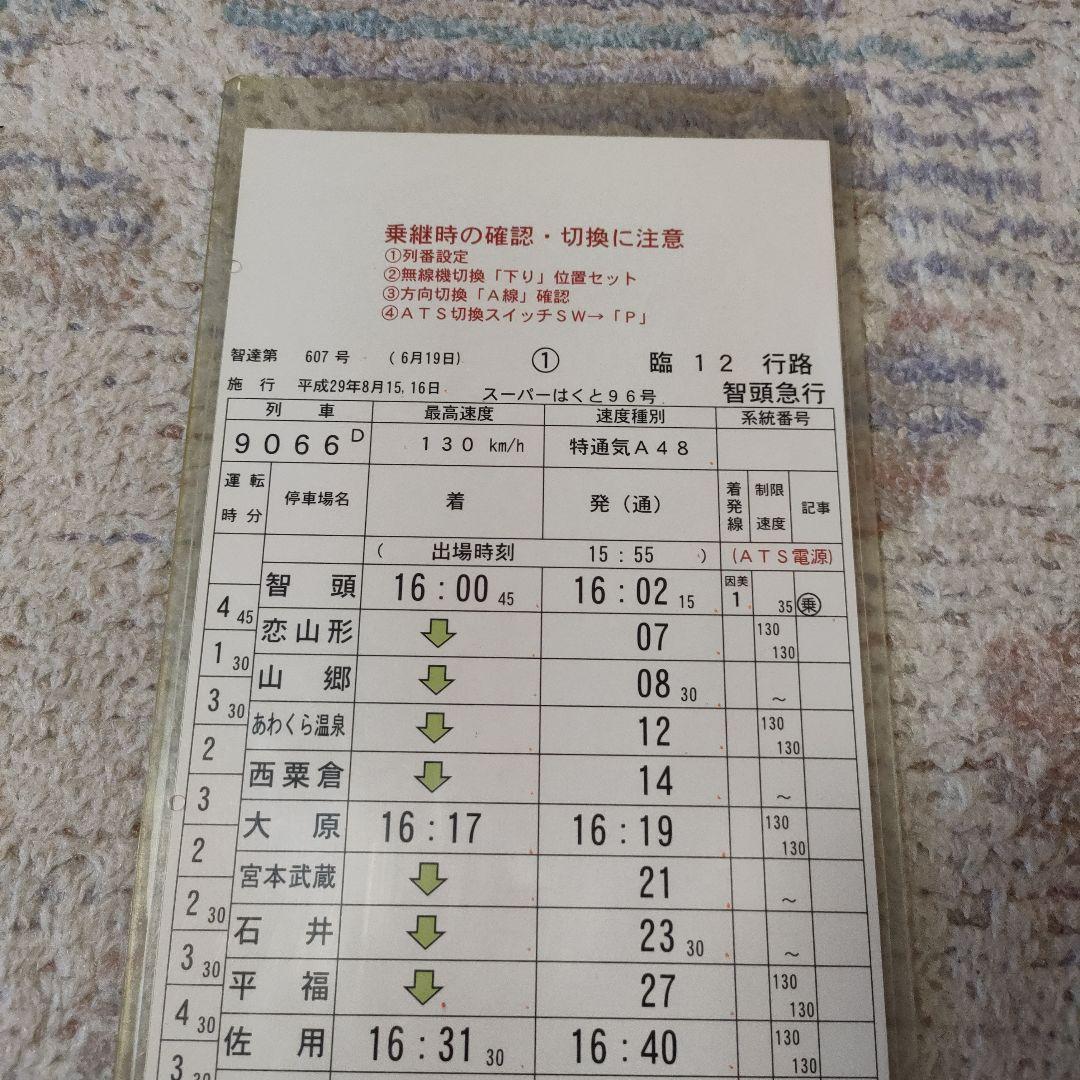 乗継時の確認・切換に注意
①列番設定
②無線機切換「下り」位置セット
③方向切換「A線」確認
④ATS切換スイッチSW→「P」
智達第 607号 (6月19日) ① 臨 12 行路
施行 平成29年8月15,16日 スーパーはくと96号 智頭急行
列車 最高速度 速度種別 系統番号
9066D 130 km/h 特通気A48
運転時分 停車場名 着 発(通) 着発線 制限速度 記事
( 出場時刻 15:55 ) (ATS電源)
智頭 16:00 45 16:02 15 因美1 35 乗
4 45
恋山形 07 130 130
1 30
山郷 08 30 ~
3 30
あわくら温泉 12 130 130
2
西粟倉 14 ~
3
大原 16:17 16:19 130 130
2
宮本武蔵 21 ~
2 30
石井 23 30 ~
3 30
平福 27 130 130
4 30
佐用 16:31 30 16:40 130 130
3 30